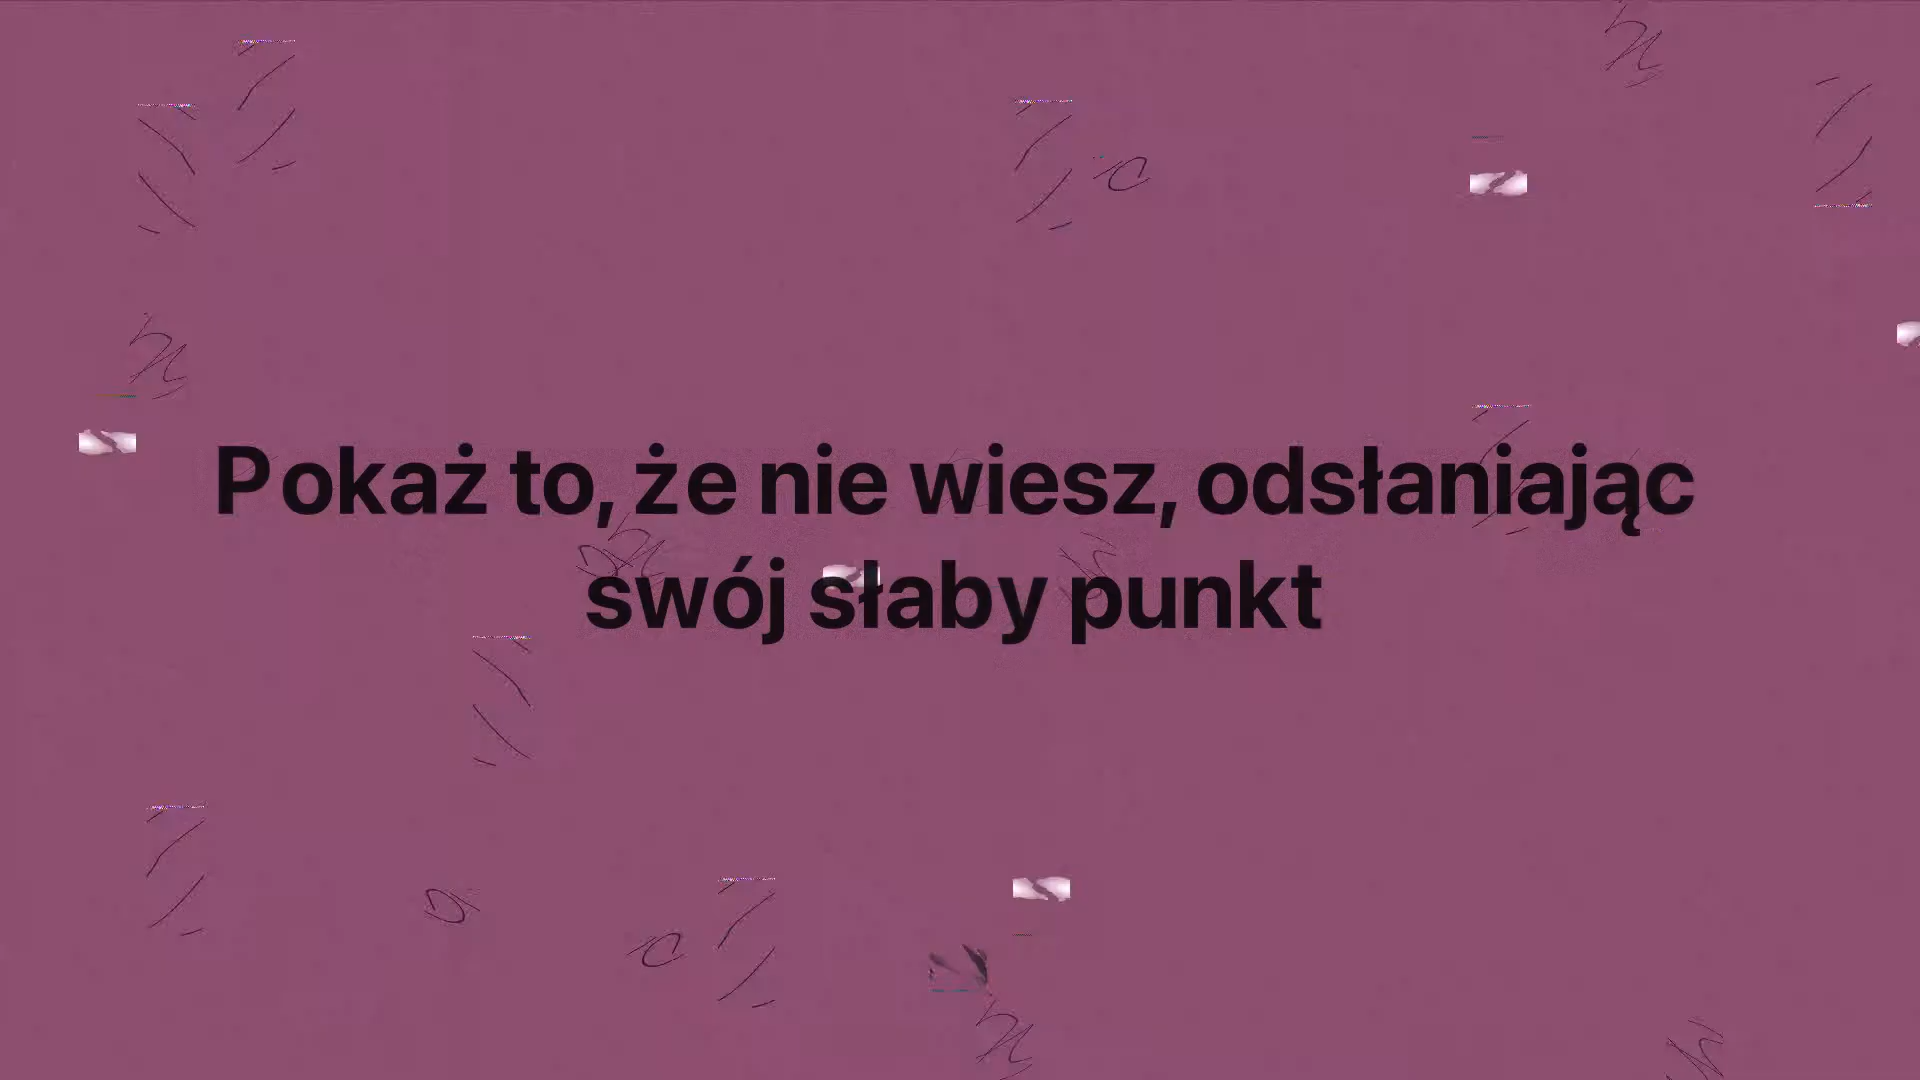 Pokaż to, że nie wiesz, odsłaniając
swój słaby punkt